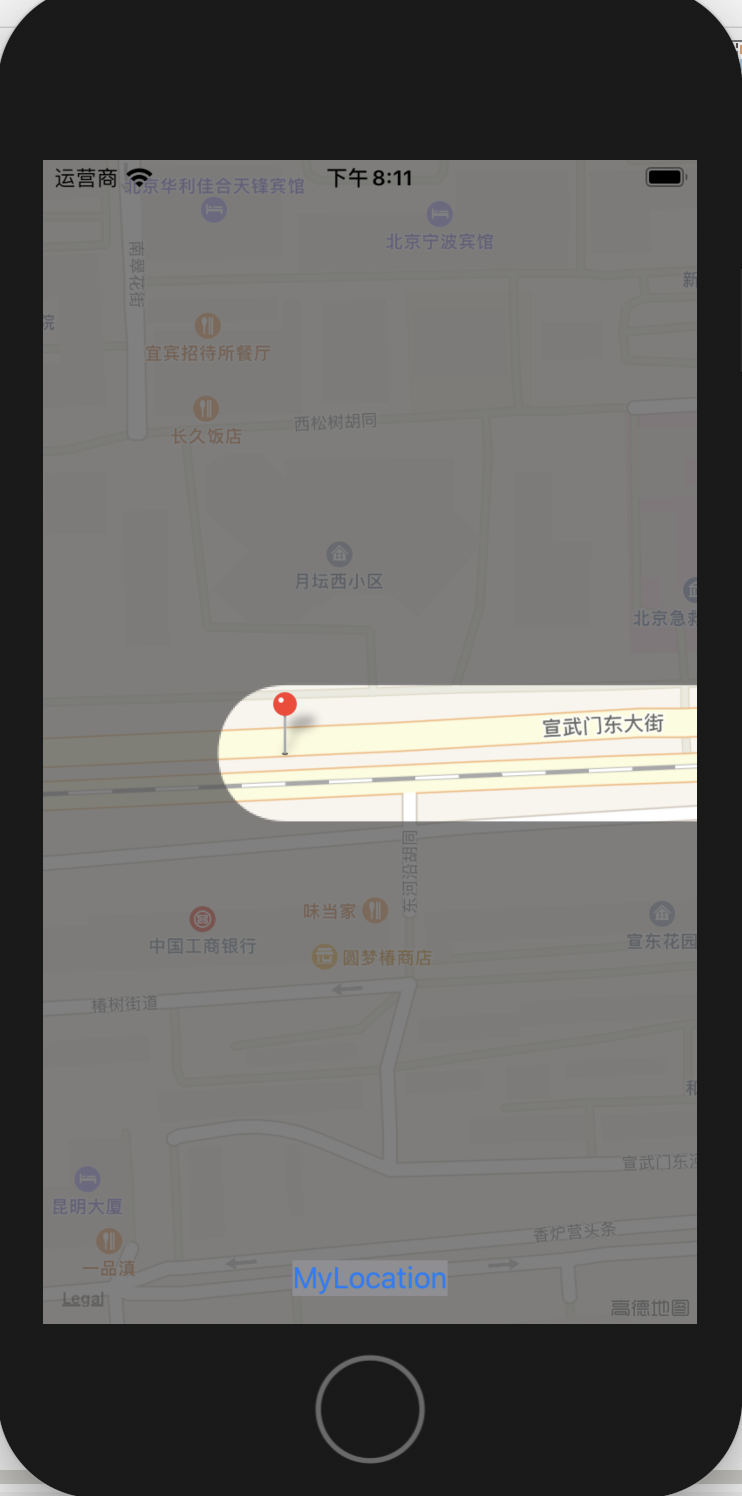 运营商
下午8:11
北京华利佳合天锋宾馆
北京宁波宾馆
南翠花街
新
院
宜宾招待所餐厅
长久饭店
西松树胡同
月坛西小区
北京急救
宣武门东大街
东河沿胡同
味当家
中国工商银行
圆梦椿商店
宣东花园
椿树街道
和
宣武门东河
昆明大厦
香炉营头条
一品滇
MyLocation
Legal
高德地图